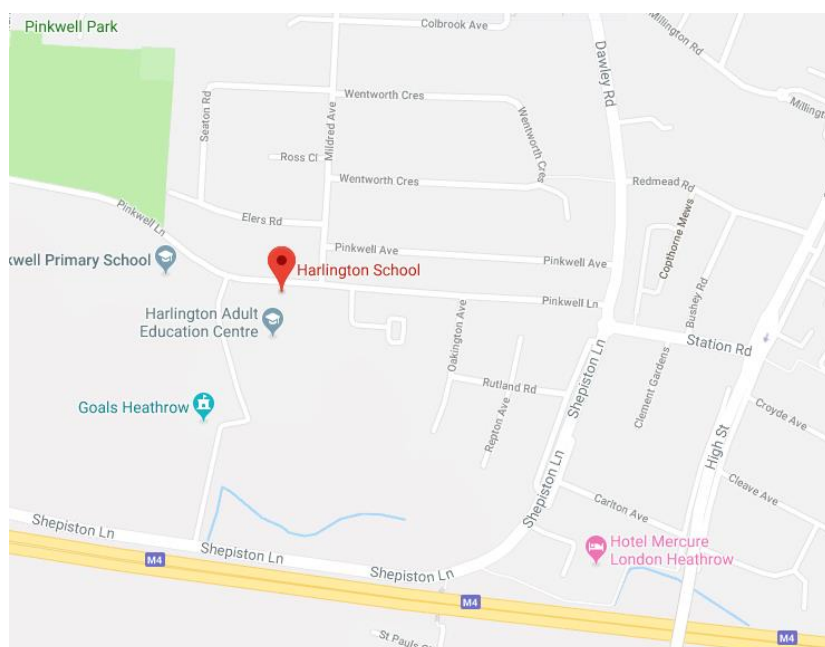 Pinkwell Park
Colbrook Ave
Millington Rd
Dawley Rd
Seaton Rd
Wentworth Cres
Mildred Ave
Wentworth Cres
Ross Cl
Wentworth Cres
Redmead Rd
Pinkwell Ln
Elers Rd
Copthorne Mews
Pinkwell Ave
Pinkwell Ave
kwell Primary School
Harlington School
Bushey Rd
Pinkwell Ln
Harlington Adult
Education Centre
Oakington Ave
Station Rd
Shepiston Ln
Clement Gardens
Rutland Rd
Goals Heathrow
Repton Ave
Croyde Ave
High St
Shepiston Ln
Cleave Ave
Carlton Ave
Shepiston Ln
Shepiston Ln
Hotel Mercure
London Heathrow
M4
Shepiston Ln
M4
M4
St Pauls